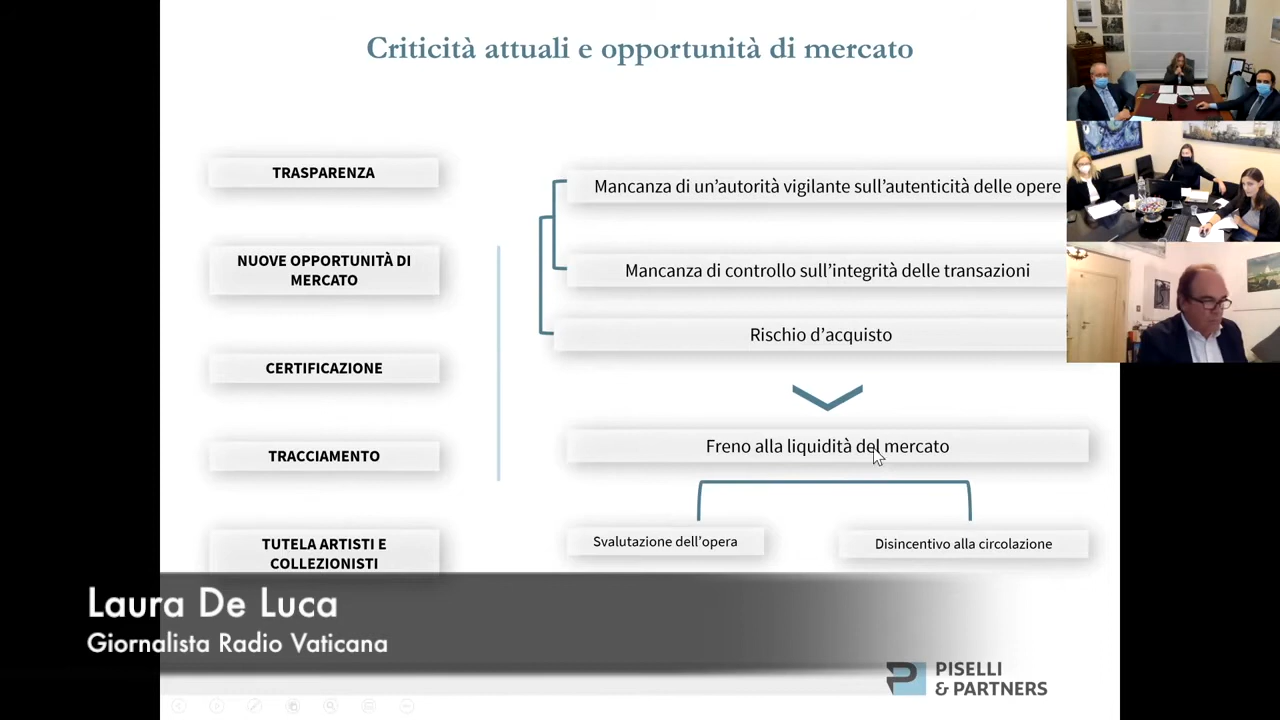 Criticità attuali e opportunità di mercato
TRASPARENZA
NUOVE OPPORTUNITÀ DI
MERCATO
CERTIFICAZIONE
TRACCIAMENTO
TUTELA ARTISTI E
COLLEZIONISTI
Mancanza di un'autorità vigilante sull'autenticità delle opere
Mancanza di controllo sull'integrità delle transazioni
Rischio d'acquisto
Freno alla liquidità del mercato
Svalutazione dell'opera
Disincentivo alla circolazione
Laura De Luca
Giornalista Radio Vaticana
PISELLI
& PARTNERS